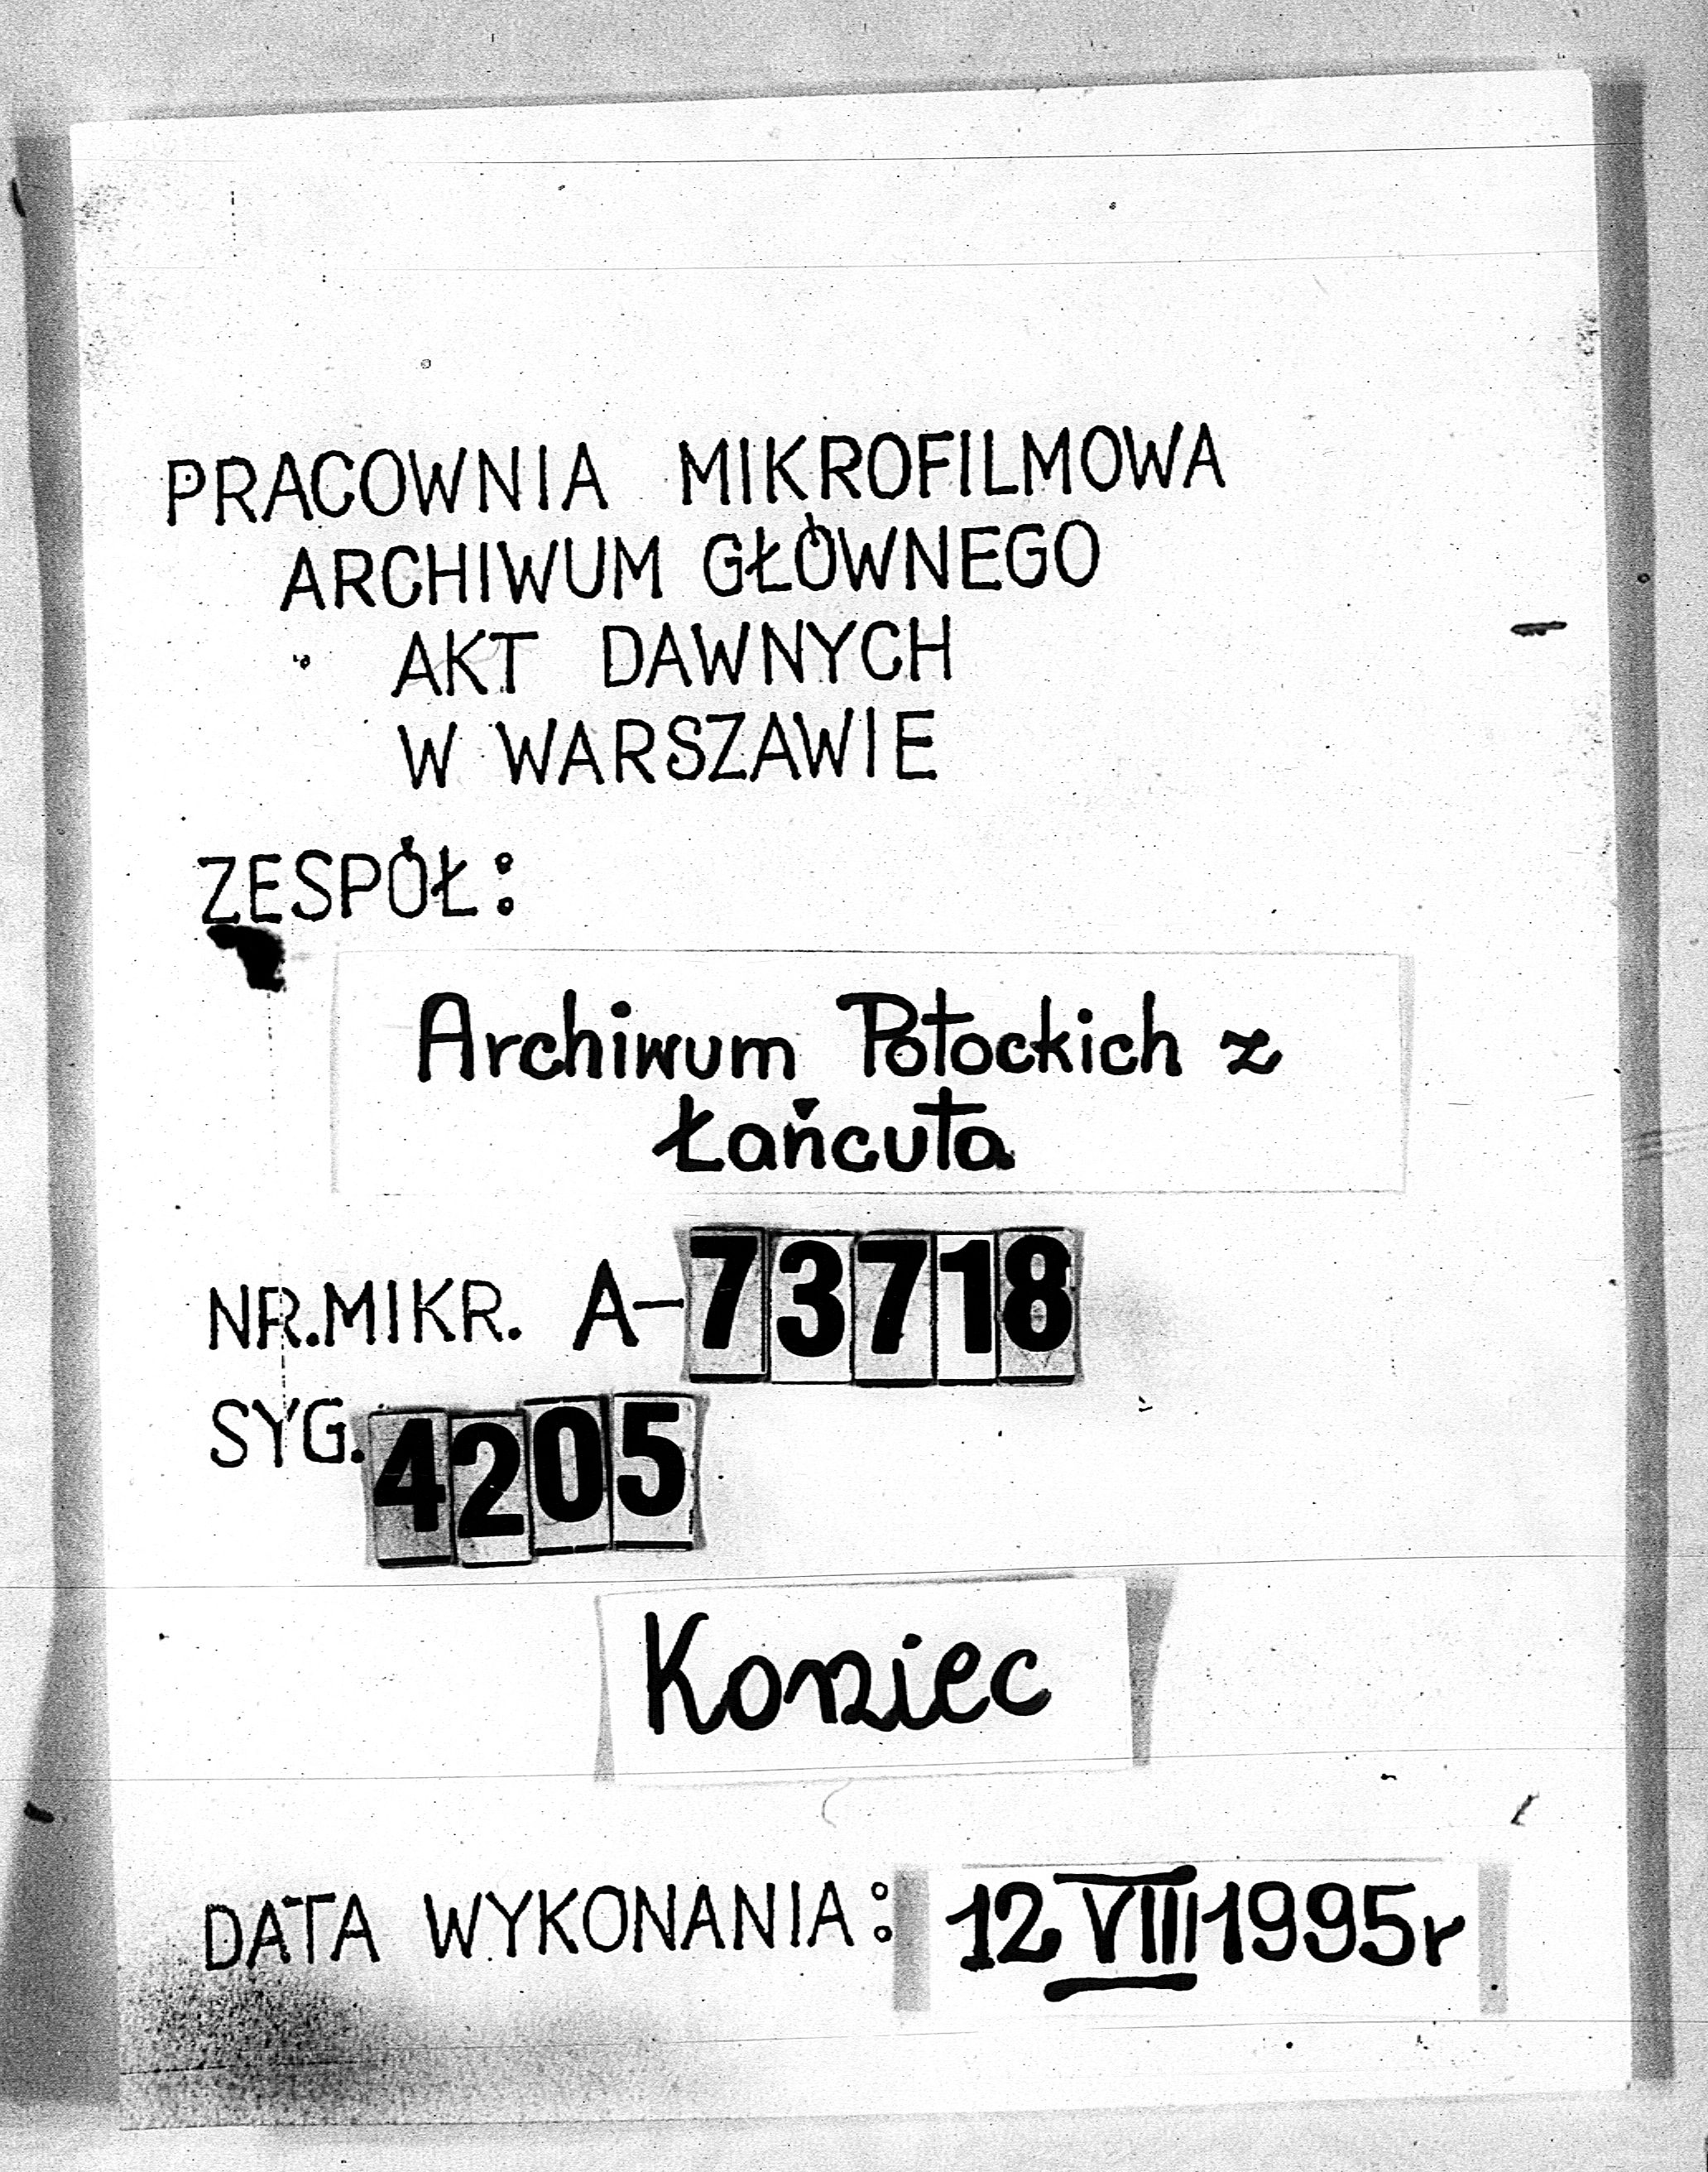 PRACOWNIA MIKROFILMOWA
ARCHIWUM GŁÓWNEGO
AKT DAWNYCH
W WARSZAWIE
ZESPÓŁ:
Archiwum Potockich z
Łańcuta
NR.MIKR. A-73718
SYG. 4205
Koniec
DATA WYKONANIA: 12 VIII 1995r